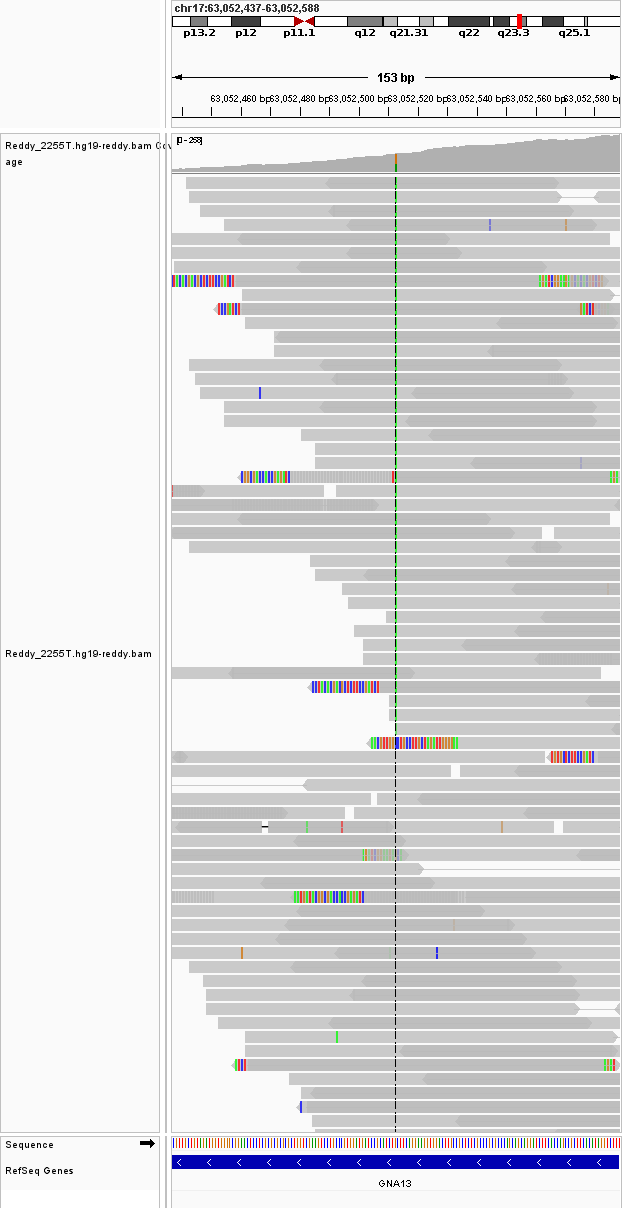 chr17:63,052,437-63,052,588
p13.2 p12 p11.1 q12 q21.31 q22 q23.3 q25.1
153 bp
63,052,460 bp 63,052,480 bp 63,052,500 bp 63,052,520 bp 63,052,540 bp 63,052,560 bp 63,052,580 bp
Reddy_2255T.hg19-reddy.bam Cov
age
[0 - 258]
Reddy_2255T.hg19-reddy.bam
Sequence
RefSeq Genes
GNA13